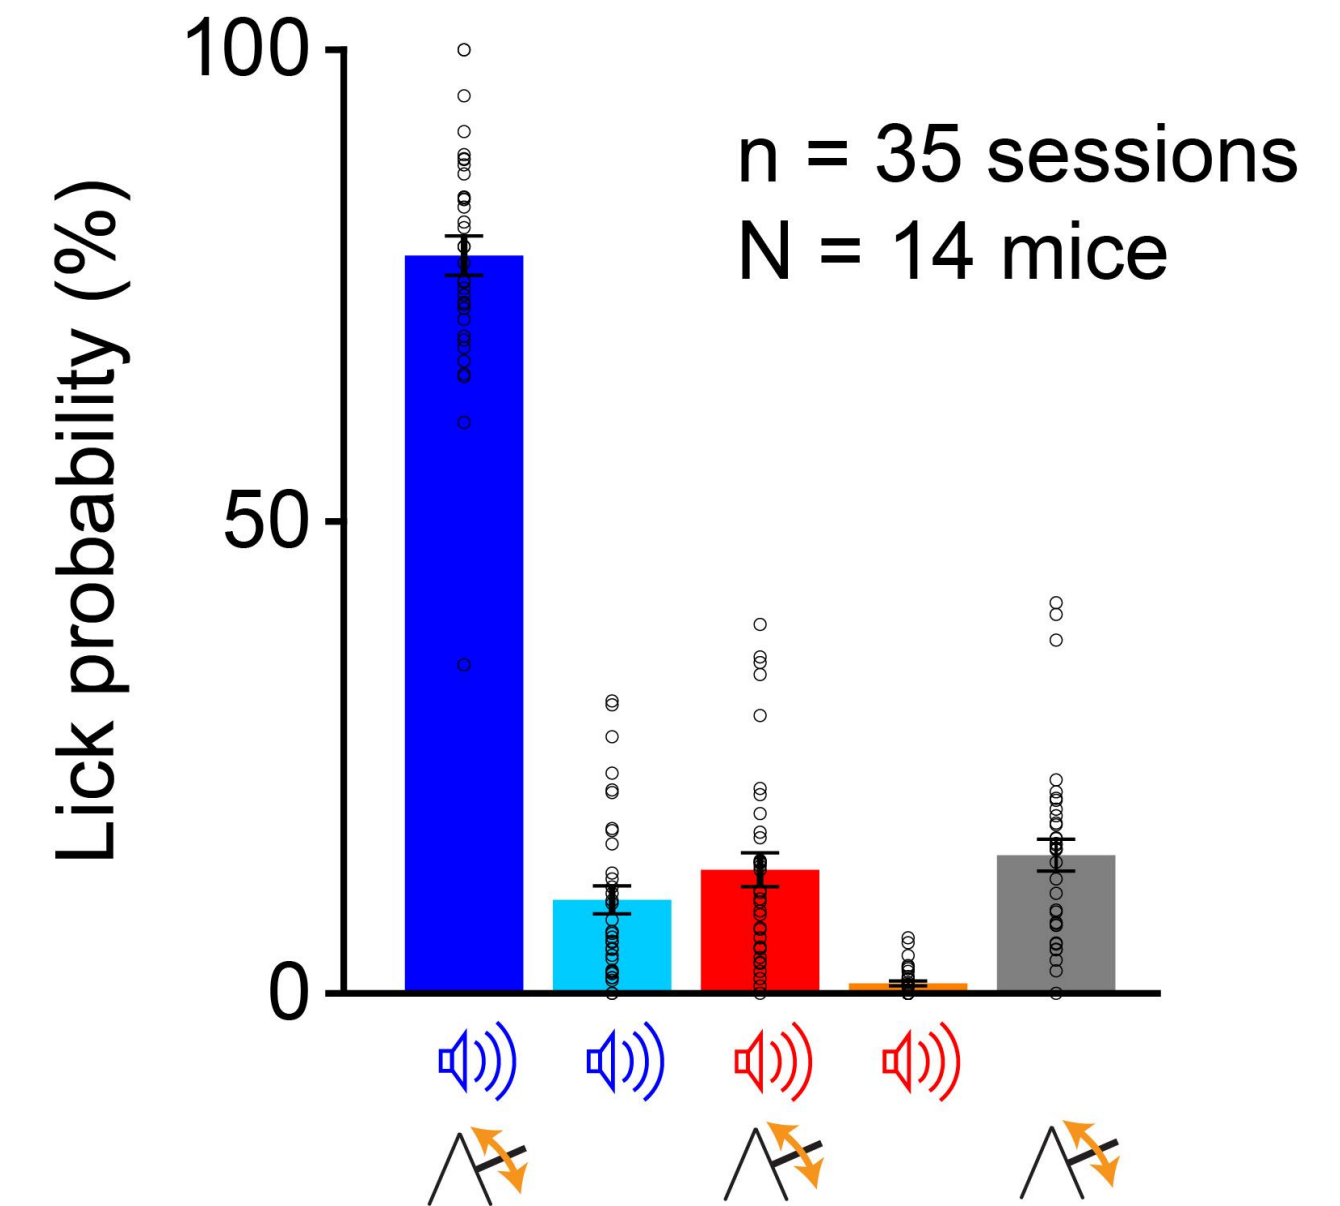 100
n = 35 sessions
N = 14 mice
Lick probability (%)
50
0